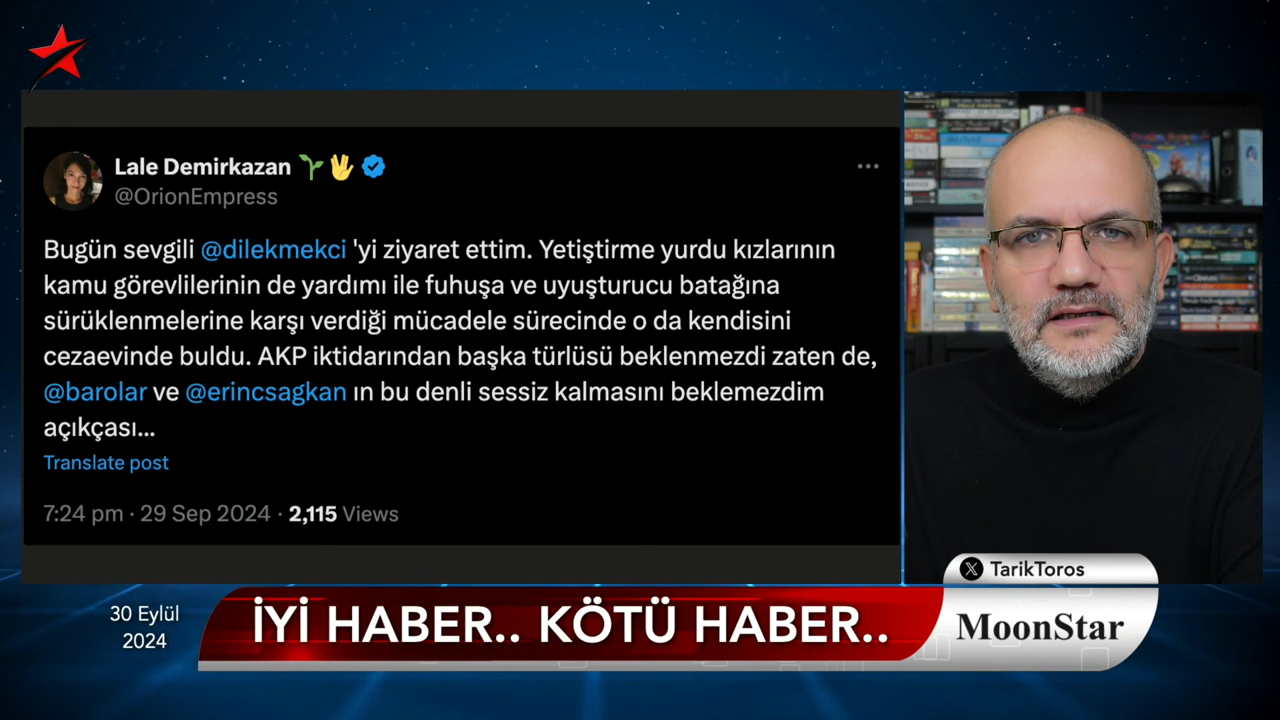 Lale Demirkazan 🌱🖖
@OrionEmpress
Bugün sevgili @dilekmekci 'yi ziyaret ettim. Yetiştirme yurdu kızlarının
kamu görevlilerinin de yardımı ile fuhuşa ve uyuşturucu batağına
sürüklenmelerine karşı verdiği mücadele sürecinde o da kendisini
cezaevinde buldu. AKP iktidarından başka türlüsü beklenmezdi zaten de,
@barolar ve @erincsagkan ın bu denli sessiz kalmasını beklemezdim
açıkçası...
Translate post
7:24 pm · 29 Sep 2024 · 2,115 Views
TarikToros
30 Eylül
2024
İYİ HABER.. KÖTÜ HABER..
MoonStar